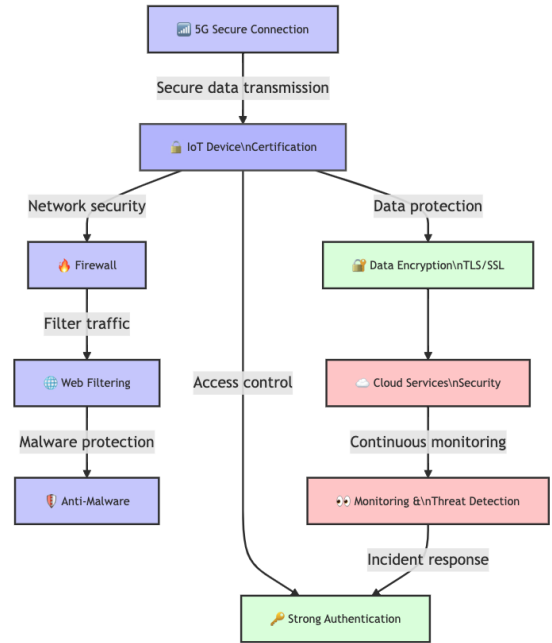 📶 5G Secure Connection
Secure data transmission
🔒 IoT Device\nCertification
Network security
Data protection
🔥 Firewall
🔐 Data Encryption\nTLS/SSL
Filter traffic
🌐 Web Filtering
Access control
☁️ Cloud Services\nSecurity
Malware protection
Continuous monitoring
🛡️ Anti-Malware
👀 Monitoring &\nThreat Detection
Incident response
🔑 Strong Authentication